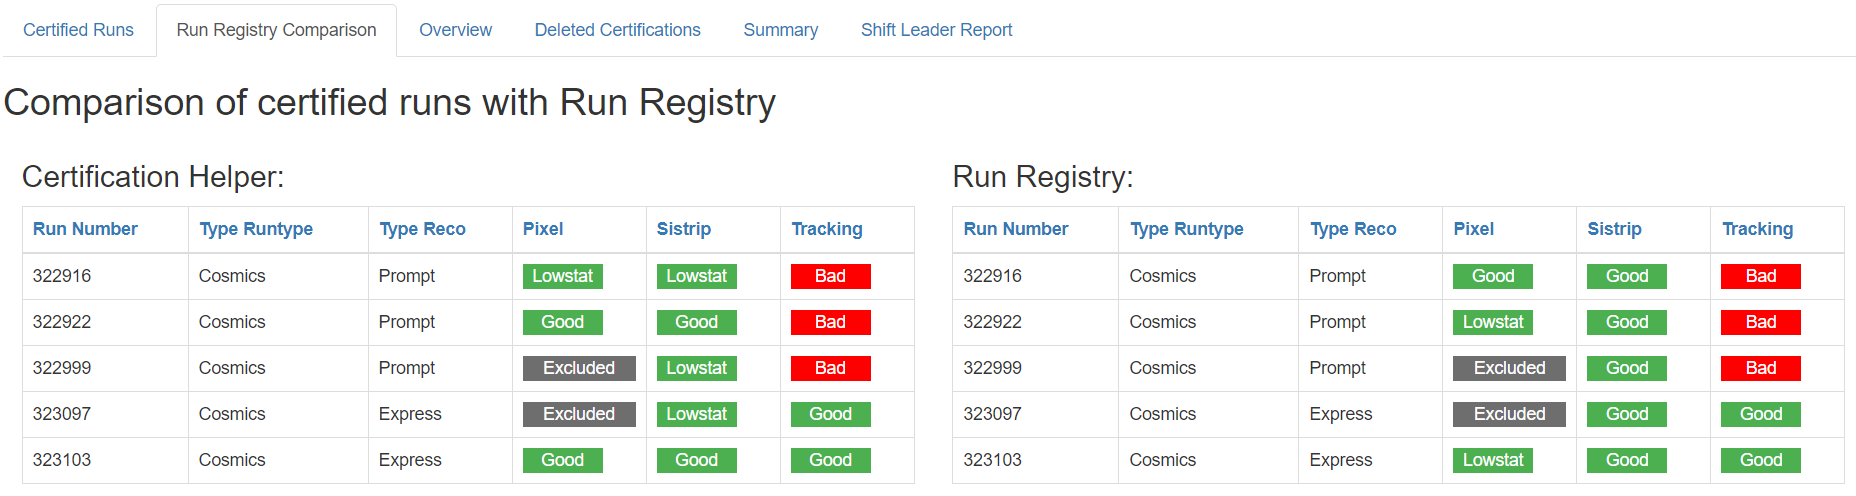 Certified Runs Run Registry Comparison Overview Deleted Certifications Summary Shift Leader Report
Comparison of certified runs with Run Registry
Certification Helper:
Run Number Type Runtype Type Reco Pixel Sistrip Tracking
322916 Cosmics Prompt Lowstat Lowstat Bad
322922 Cosmics Prompt Good Good Bad
322999 Cosmics Prompt Excluded Lowstat Bad
323097 Cosmics Express Excluded Lowstat Good
323103 Cosmics Express Good Good Good
Run Registry:
Run Number Type Runtype Type Reco Pixel Sistrip Tracking
322916 Cosmics Prompt Good Good Bad
322922 Cosmics Prompt Lowstat Good Bad
322999 Cosmics Prompt Excluded Good Bad
323097 Cosmics Express Excluded Good Good
323103 Cosmics Express Lowstat Good Good